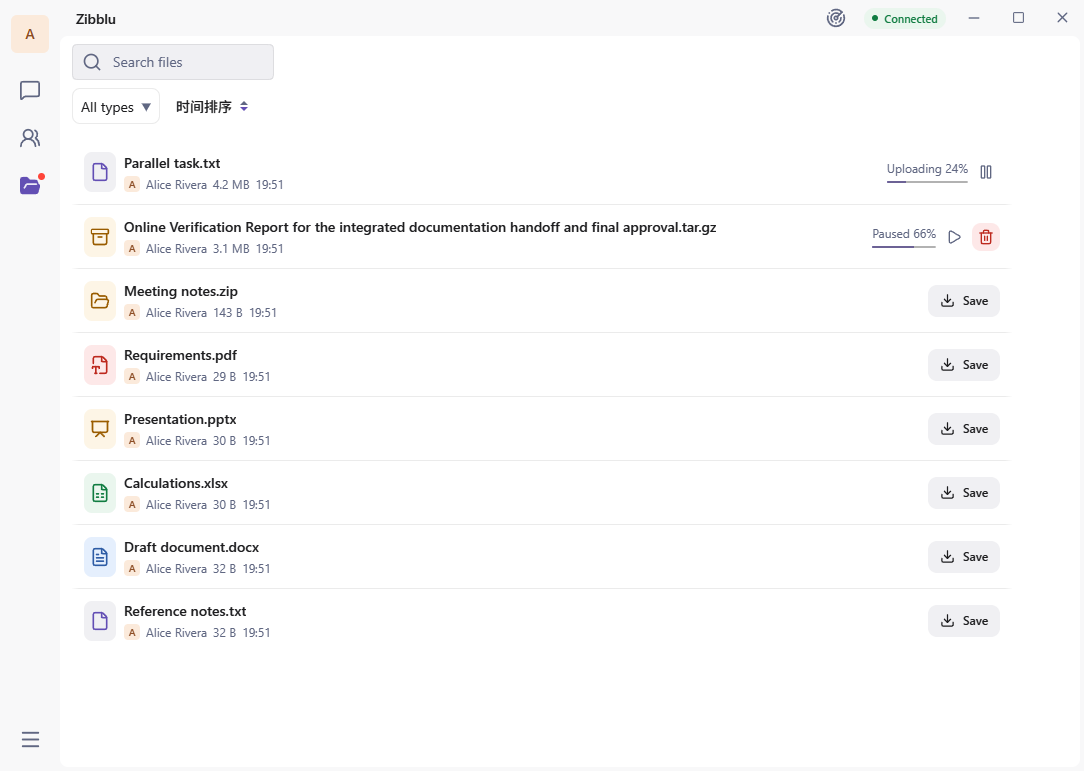 A
Zibblu
Connected
Search files
All types
时间排序
Parallel task.txt
A Alice Rivera 4.2 MB 19:51
Uploading 24%
Online Verification Report for the integrated documentation handoff and final approval.tar.gz
A Alice Rivera 3.1 MB 19:51
Paused 66%
Meeting notes.zip
A Alice Rivera 143 B 19:51
Save
Requirements.pdf
A Alice Rivera 29 B 19:51
Save
Presentation.pptx
A Alice Rivera 30 B 19:51
Save
Calculations.xlsx
A Alice Rivera 30 B 19:51
Save
Draft document.docx
A Alice Rivera 32 B 19:51
Save
Reference notes.txt
A Alice Rivera 32 B 19:51
Save